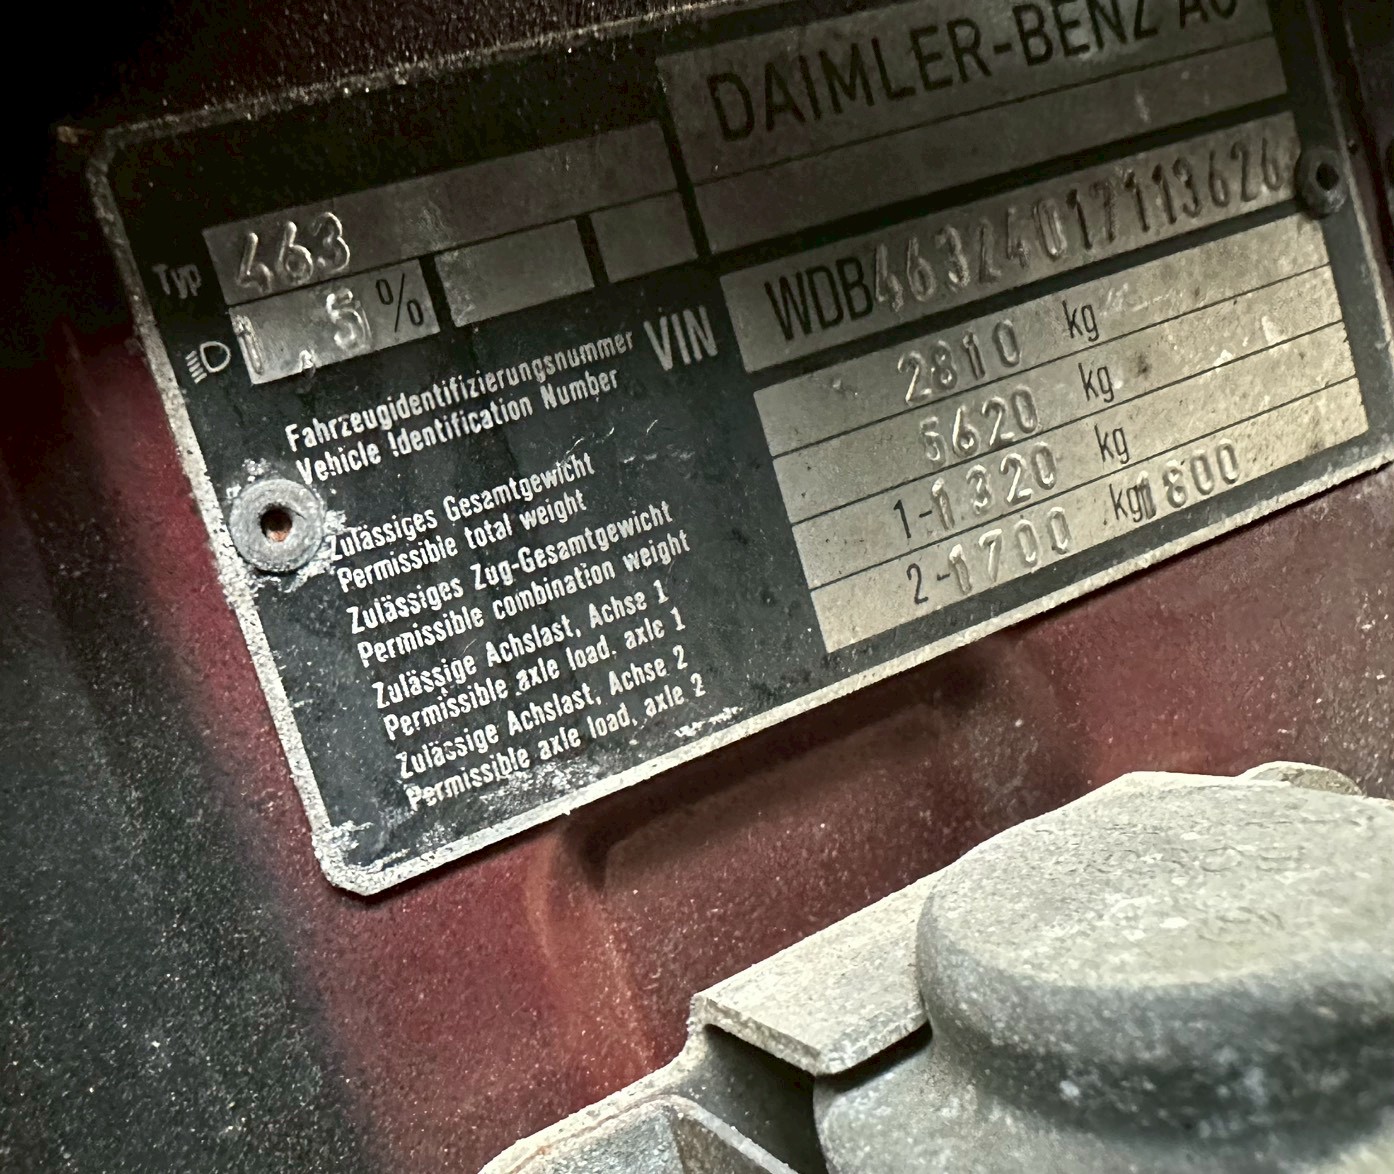 DAIMLER-BENZ AG
Typ 463
1.5 %
Fahrzeugidentifizierungsnummer
Vehicle Identification Number
VIN WDB46324017113626
Zulässiges Gesamtgewicht
Permissible total weight
2810 kg
Zulässiges Zug-Gesamtgewicht
Permissible combination weight
5620 kg
Zulässige Achslast, Achse 1
Permissible axle load, axle 1
1-1320 kg
Zulässige Achslast, Achse 2
Permissible axle load, axle 2
2-1700 kg 1800